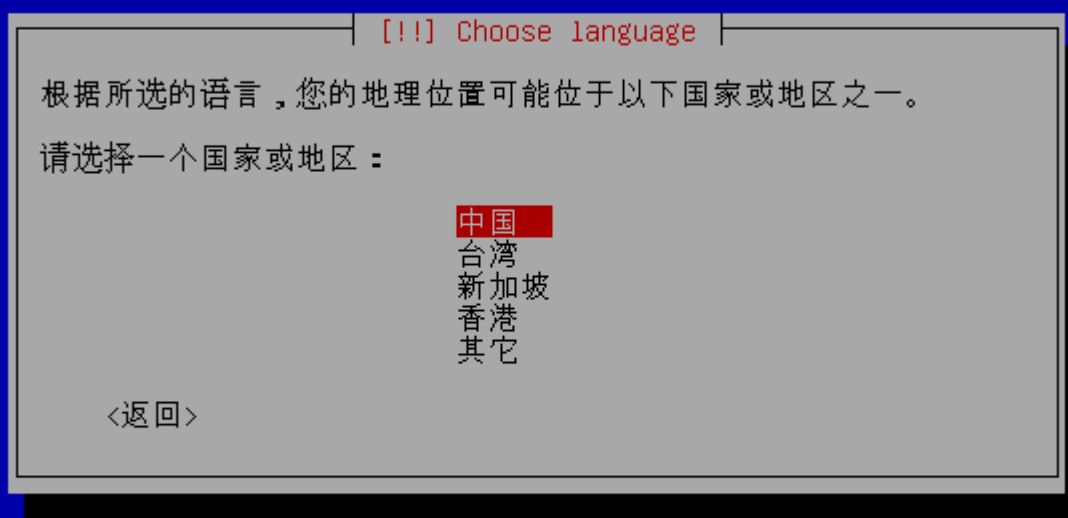 [!!] Choose language
根据所选的语言,您的地理位置可能位于以下国家或地区之一。
请选择一个国家或地区:
中国
台湾
新加坡
香港
其它
<返回>